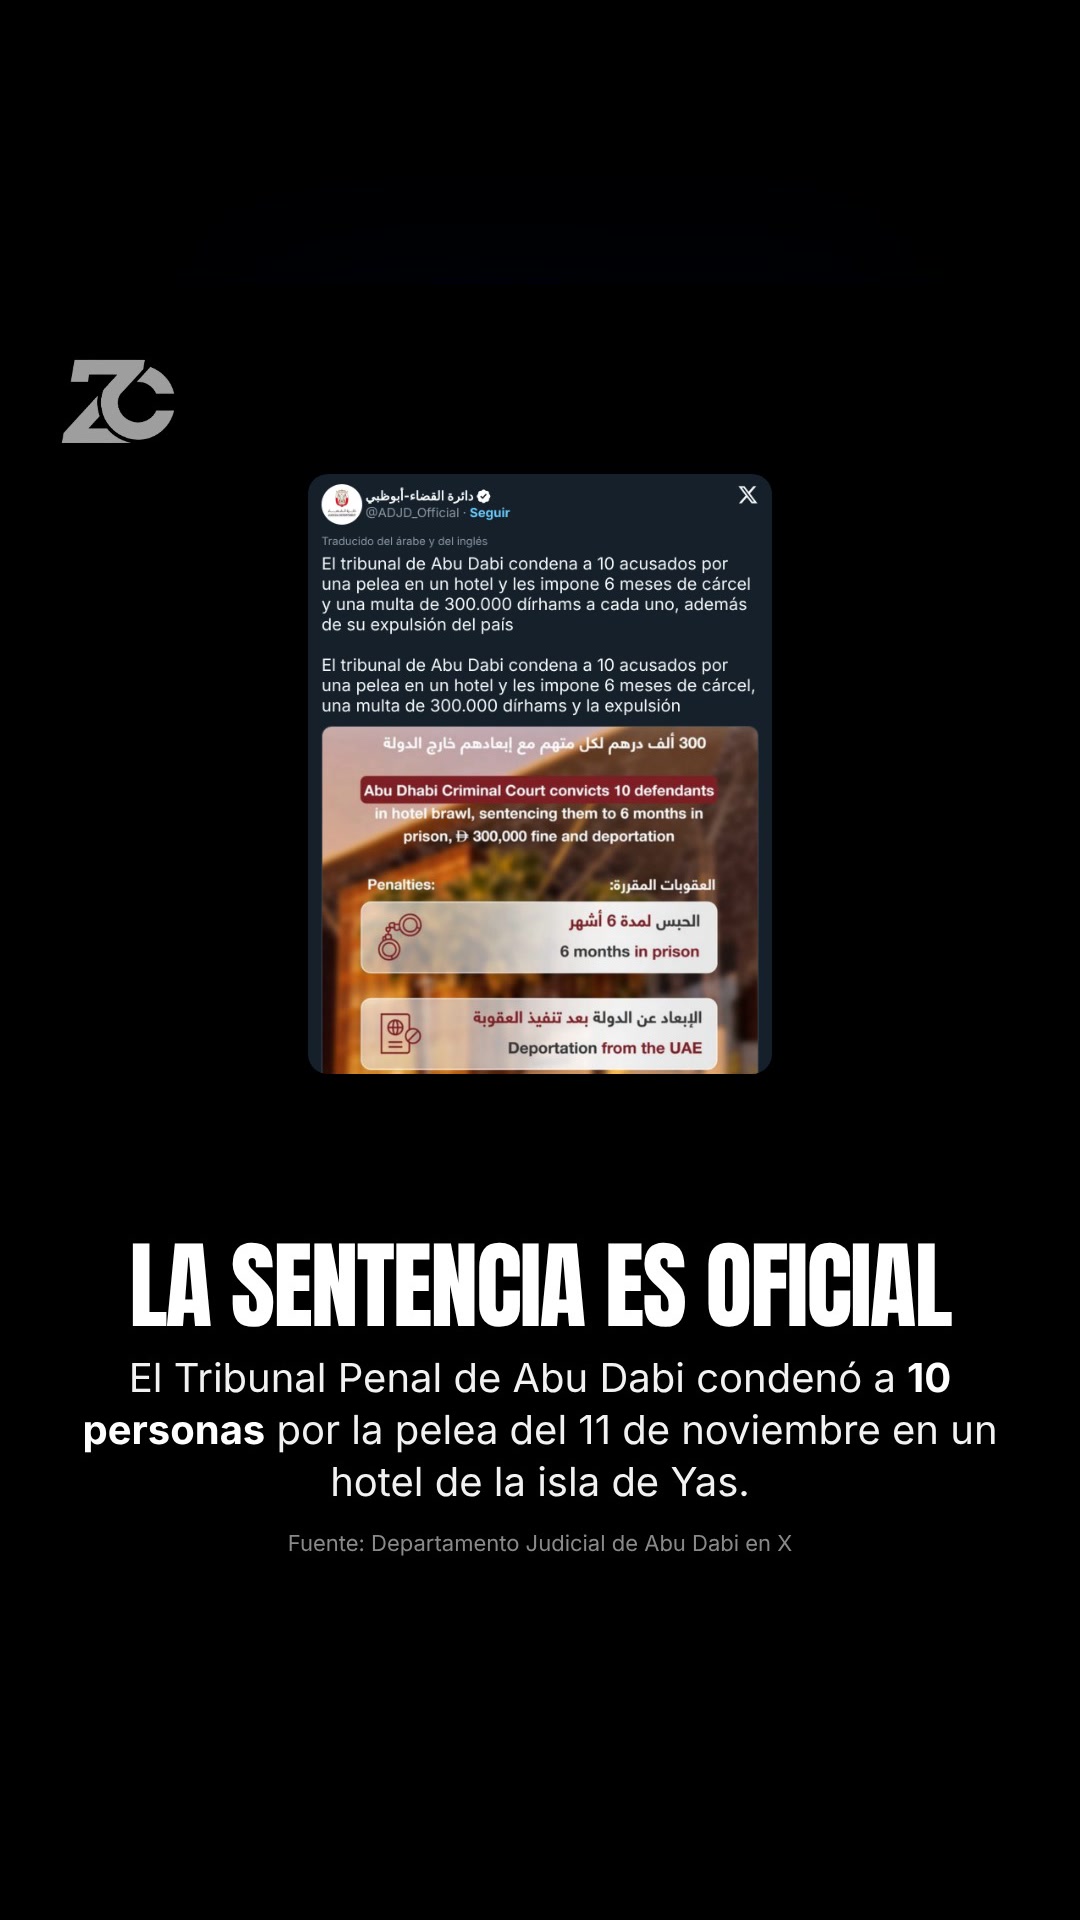 ZC
دائرة القضاء-أبوظبي
@ADJD_Official · Seguir
Traducido del árabe y del inglés
El tribunal de Abu Dabi condena a 10 acusados por
una pelea en un hotel y les impone 6 meses de cárcel
y una multa de 300.000 dírhams a cada uno, además
de su expulsión del país
El tribunal de Abu Dabi condena a 10 acusados por
una pelea en un hotel y les impone 6 meses de cárcel,
una multa de 300.000 dírhams y la expulsión
300 ألف درهم لكل متهم مع إبعادهم خارج الدولة
Abu Dhabi Criminal Court convicts 10 defendants
in hotel brawl, sentencing them to 6 months in
prison, 300,000 fine and deportation
Penalties:
العقوبات المقررة:
الحبس لمدة 6 أشهر
6 months in prison
الإبعاد عن الدولة بعد تنفيذ العقوبة
Deportation from the UAE
LA SENTENCIA ES OFICIAL
El Tribunal Penal de Abu Dabi condenó a 10
personas por la pelea del 11 de noviembre en un
hotel de la isla de Yas.
Fuente: Departamento Judicial de Abu Dabi en X